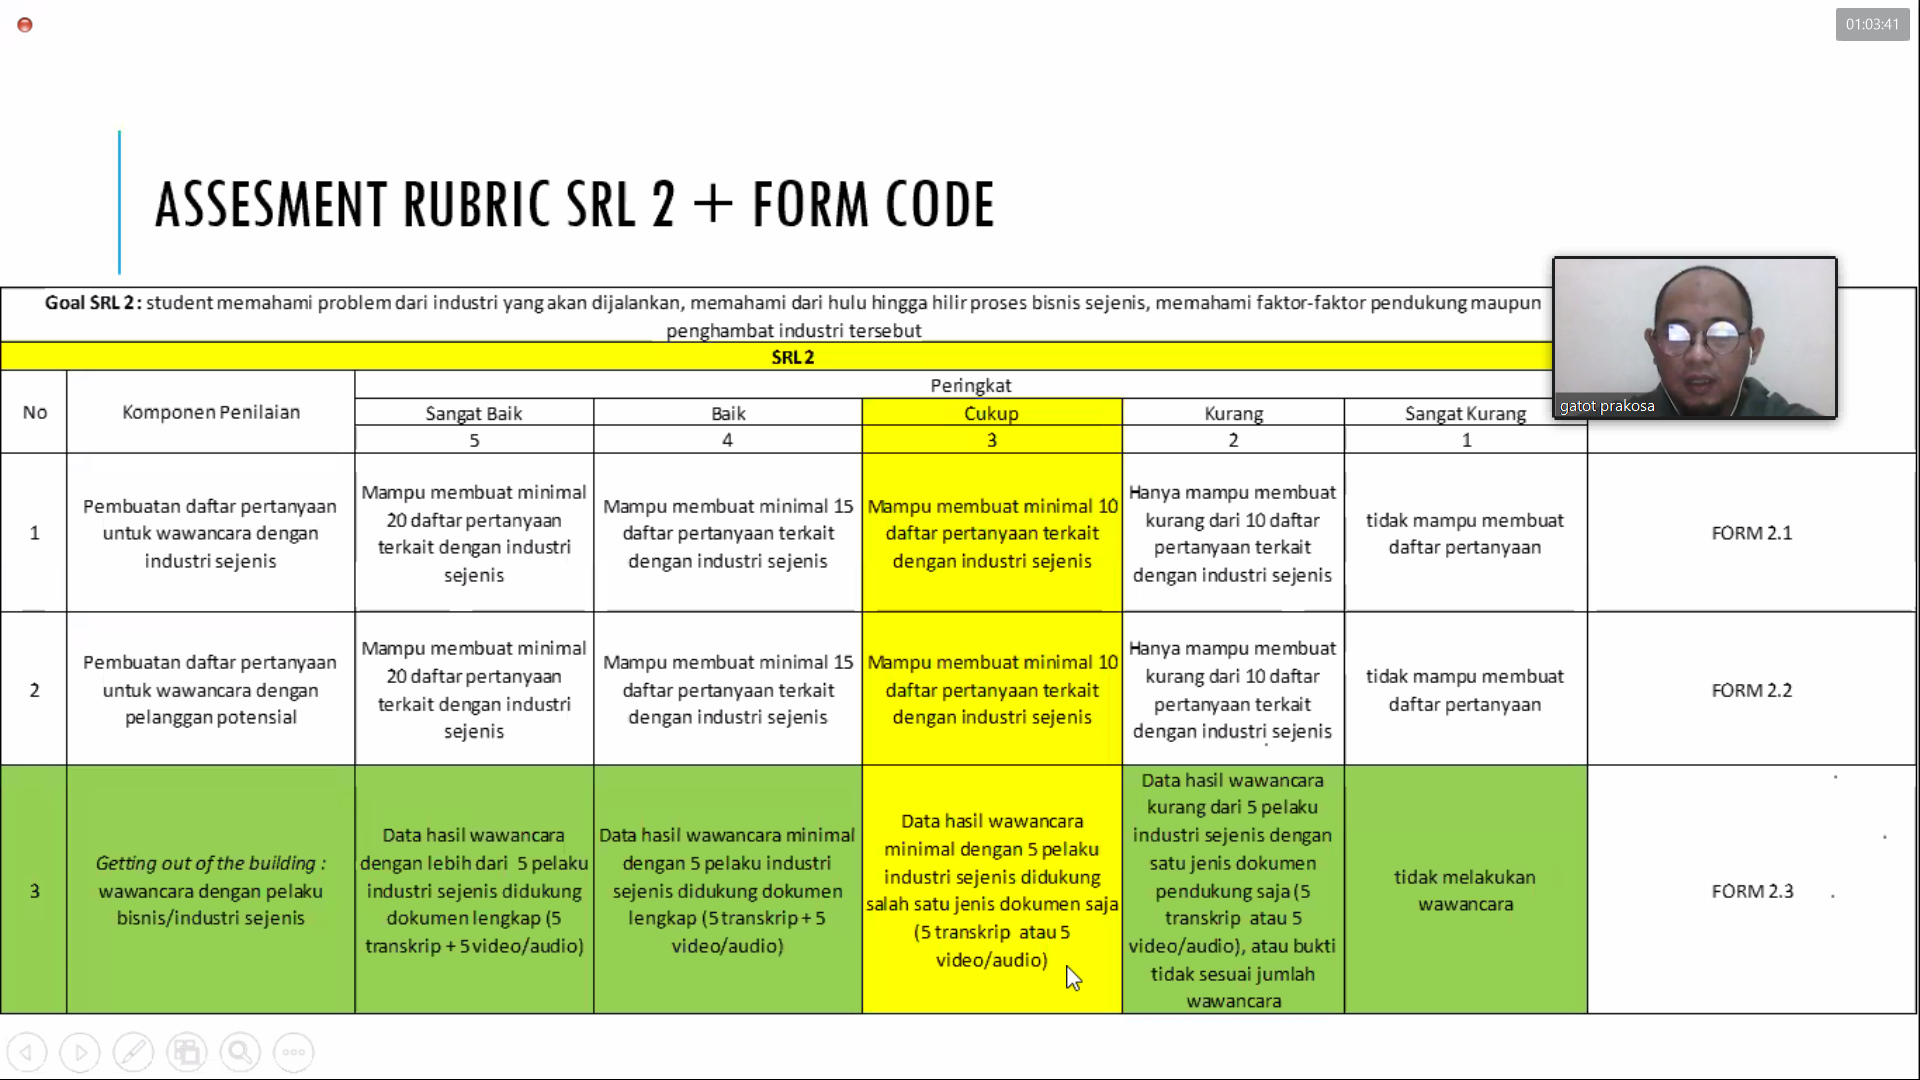 01:03:41
ASSESMENT RUBRIC SRL 2 + FORM CODE
Goal SRL 2 : student memahami problem dari industri yang akan dijalankan, memahami dari hulu hingga hilir proses bisnis sejenis, memahami faktor-faktor pendukung maupun
penghambat industri tersebut
SRL 2
gatot prakosa
No
Komponen Penilaian
Peringkat
Sangat Baik
Baik
Cukup
Kurang
Sangat Kurang
5
4
3
2
1
1
Pembuatan daftar pertanyaan
untuk wawancara dengan
industri sejenis
Mampu membuat minimal
20 daftar pertanyaan
terkait dengan industri
sejenis
Mampu membuat minimal 15
daftar pertanyaan terkait
dengan industri sejenis
Mampu membuat minimal 10
daftar pertanyaan terkait
dengan industri sejenis
Hanya mampu membuat
kurang dari 10 daftar
pertanyaan terkait
dengan industri sejenis
tidak mampu membuat
daftar pertanyaan
FORM 2.1
2
Pembuatan daftar pertanyaan
untuk wawancara dengan
pelanggan potensial
Mampu membuat minimal
20 daftar pertanyaan
terkait dengan industri
sejenis
Mampu membuat minimal 15
daftar pertanyaan terkait
dengan industri sejenis
Mampu membuat minimal 10
daftar pertanyaan terkait
dengan industri sejenis
Hanya mampu membuat
kurang dari 10 daftar
pertanyaan terkait
dengan industri sejenis
tidak mampu membuat
daftar pertanyaan
FORM 2.2
3
Getting out of the building :
wawancara dengan pelaku
bisnis/industri sejenis
Data hasil wawancara
dengan lebih dari 5 pelaku
industri sejenis didukung
dokumen lengkap (5
transkrip + 5 video/audio)
Data hasil wawancara minimal
dengan 5 pelaku industri
sejenis didukung dokumen
lengkap (5 transkrip + 5
video/audio)
Data hasil wawancara
minimal dengan 5 pelaku
industri sejenis didukung
salah satu jenis dokumen saja
(5 transkrip atau 5
video/audio)
Data hasil wawancara
kurang dari 5 pelaku
industri sejenis dengan
satu jenis dokumen
pendukung saja (5
transkrip atau 5
video/audio), atau bukti
tidak sesuai jumlah
wawancara
tidak melakukan
wawancara
FORM 2.3